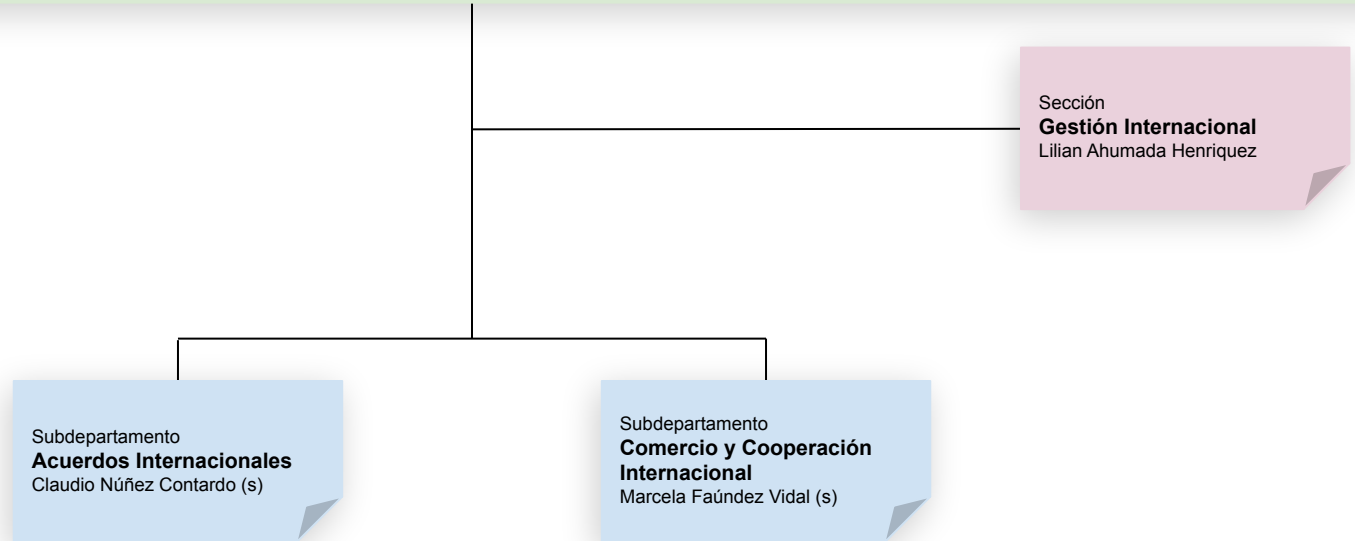 Sección
Gestión Internacional
Lilian Ahumada Henriquez
Subdepartamento
Acuerdos Internacionales
Claudio Núñez Contardo (s)
Subdepartamento
Comercio y Cooperación
Internacional
Marcela Faúndez Vidal (s)